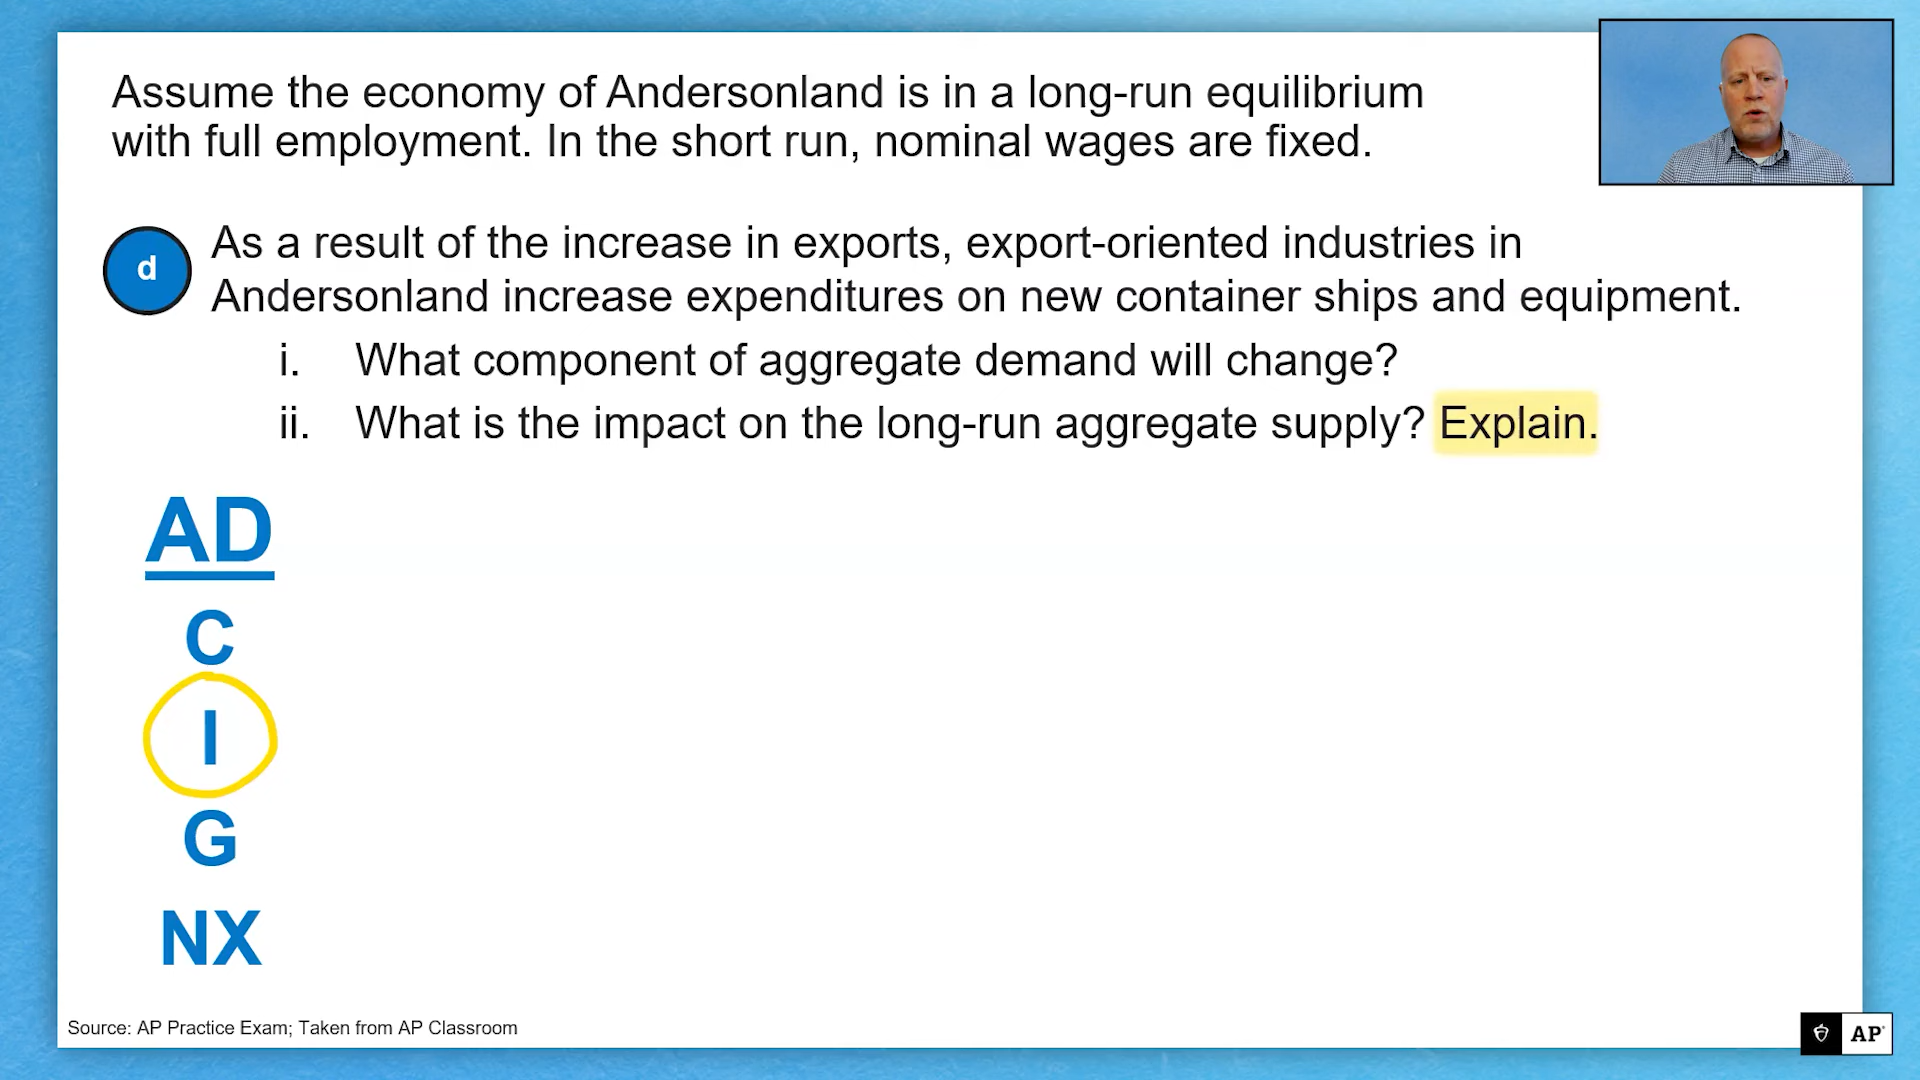 Assume the economy of Andersonland is in a long-run equilibrium
with full employment. In the short run, nominal wages are fixed.
d
As a result of the increase in exports, export-oriented industries in
Andersonland increase expenditures on new container ships and equipment.
i. What component of aggregate demand will change?
ii. What is the impact on the long-run aggregate supply? Explain.
AD
C
I
G
NX
Source: AP Practice Exam; Taken from AP Classroom
AP